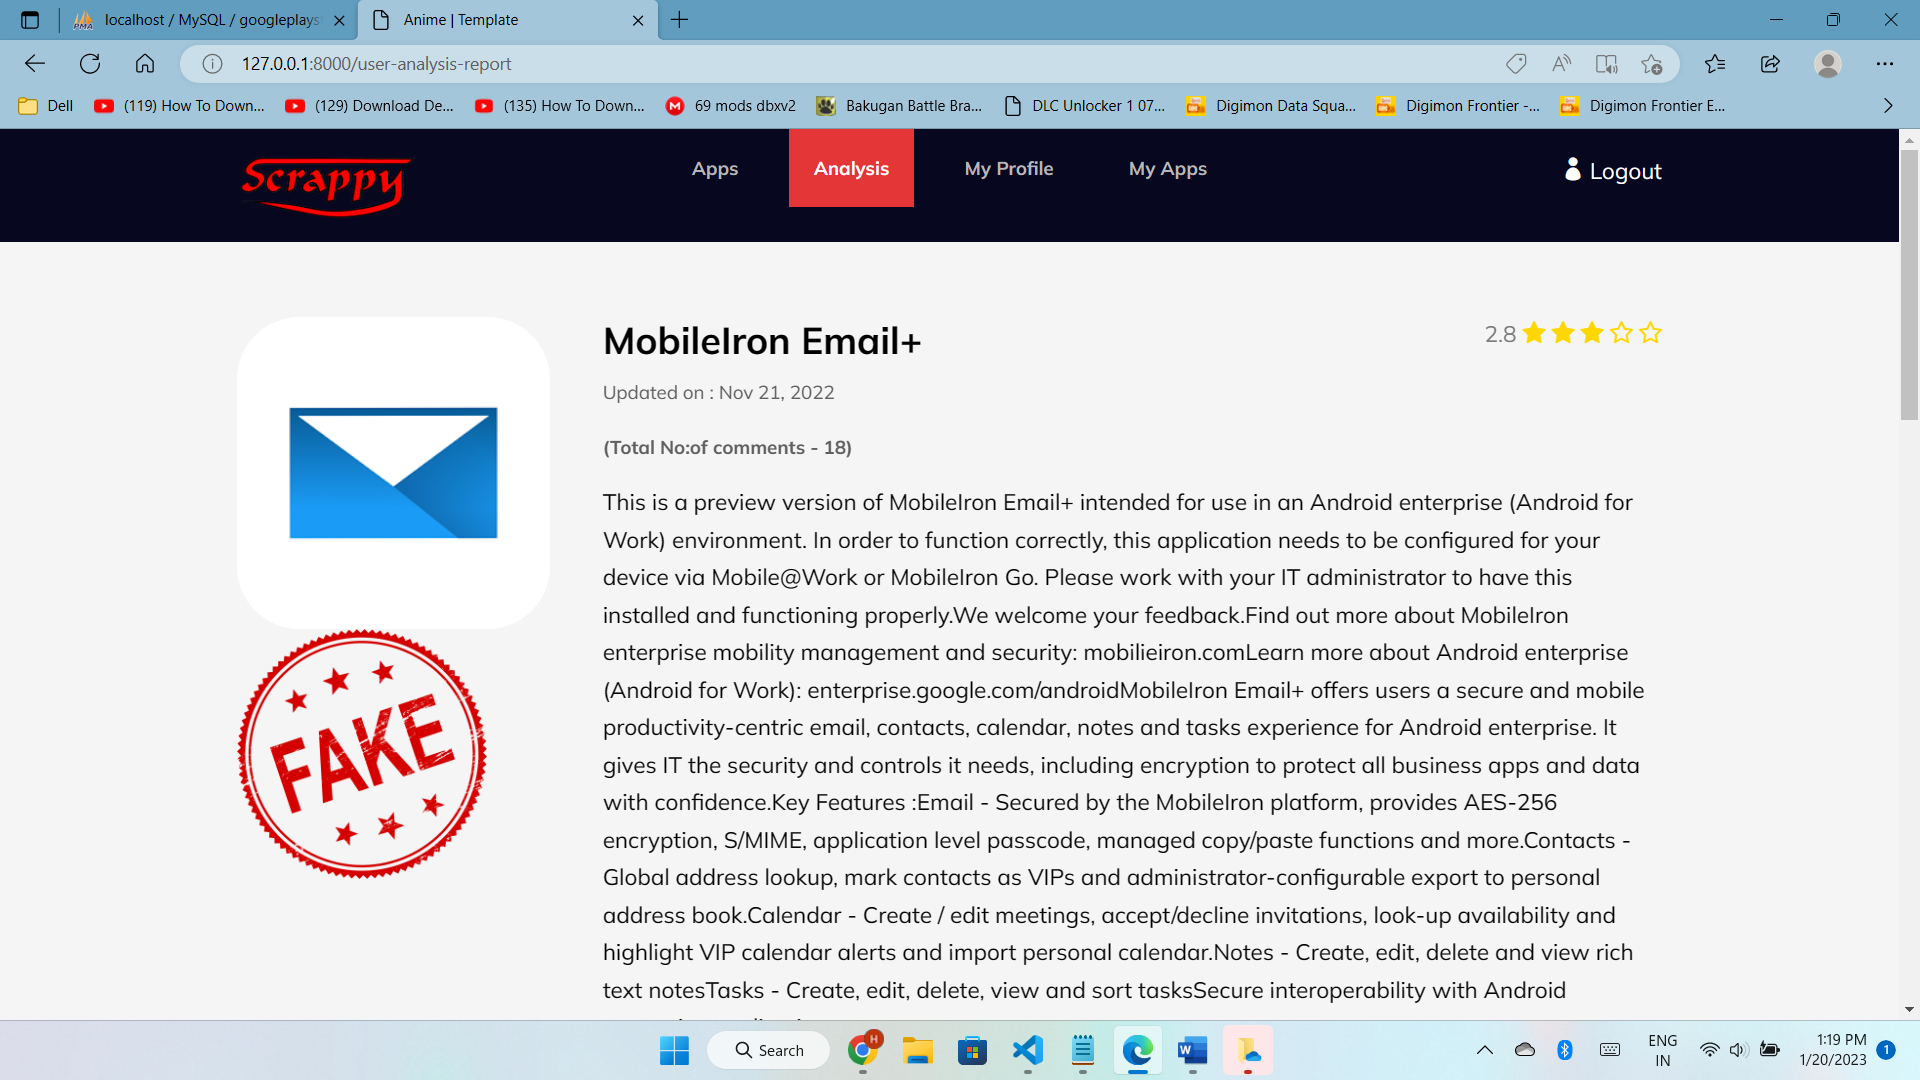 localhost / MySQL / googleplays
Anime | Template
127.0.0.1:8000/user-analysis-report
Dell
(119) How To Down...
(129) Download De...
(135) How To Down...
69 mods dbxv2
Bakugan Battle Bra...
DLC Unlocker 1 07...
Digimon Data Squa...
Digimon Frontier -...
Digimon Frontier E...
Scrappy
Apps
Analysis
My Profile
My Apps
Logout
MobileIron Email+
2.8
Updated on : Nov 21, 2022
(Total No:of comments - 18)
This is a preview version of MobileIron Email+ intended for use in an Android enterprise (Android for
Work) environment. In order to function correctly, this application needs to be configured for your
device via Mobile@Work or MobileIron Go. Please work with your IT administrator to have this
installed and functioning properly.We welcome your feedback.Find out more about MobileIron
enterprise mobility management and security: mobilieiron.comLearn more about Android enterprise
(Android for Work): enterprise.google.com/androidMobileIron Email+ offers users a secure and mobile
productivity-centric email, contacts, calendar, notes and tasks experience for Android enterprise. It
gives IT the security and controls it needs, including encryption to protect all business apps and data
with confidence.Key Features :Email - Secured by the MobileIron platform, provides AES-256
encryption, S/MIME, application level passcode, managed copy/paste functions and more.Contacts -
Global address lookup, mark contacts as VIPs and administrator-configurable export to personal
address book.Calendar - Create / edit meetings, accept/decline invitations, look-up availability and
highlight VIP calendar alerts and import personal calendar.Notes - Create, edit, delete and view rich
text notesTasks - Create, edit, delete, view and sort tasksSecure interoperability with Android
FAKE
Search
H
ENG
IN
1:19 PM
1/20/2023
1